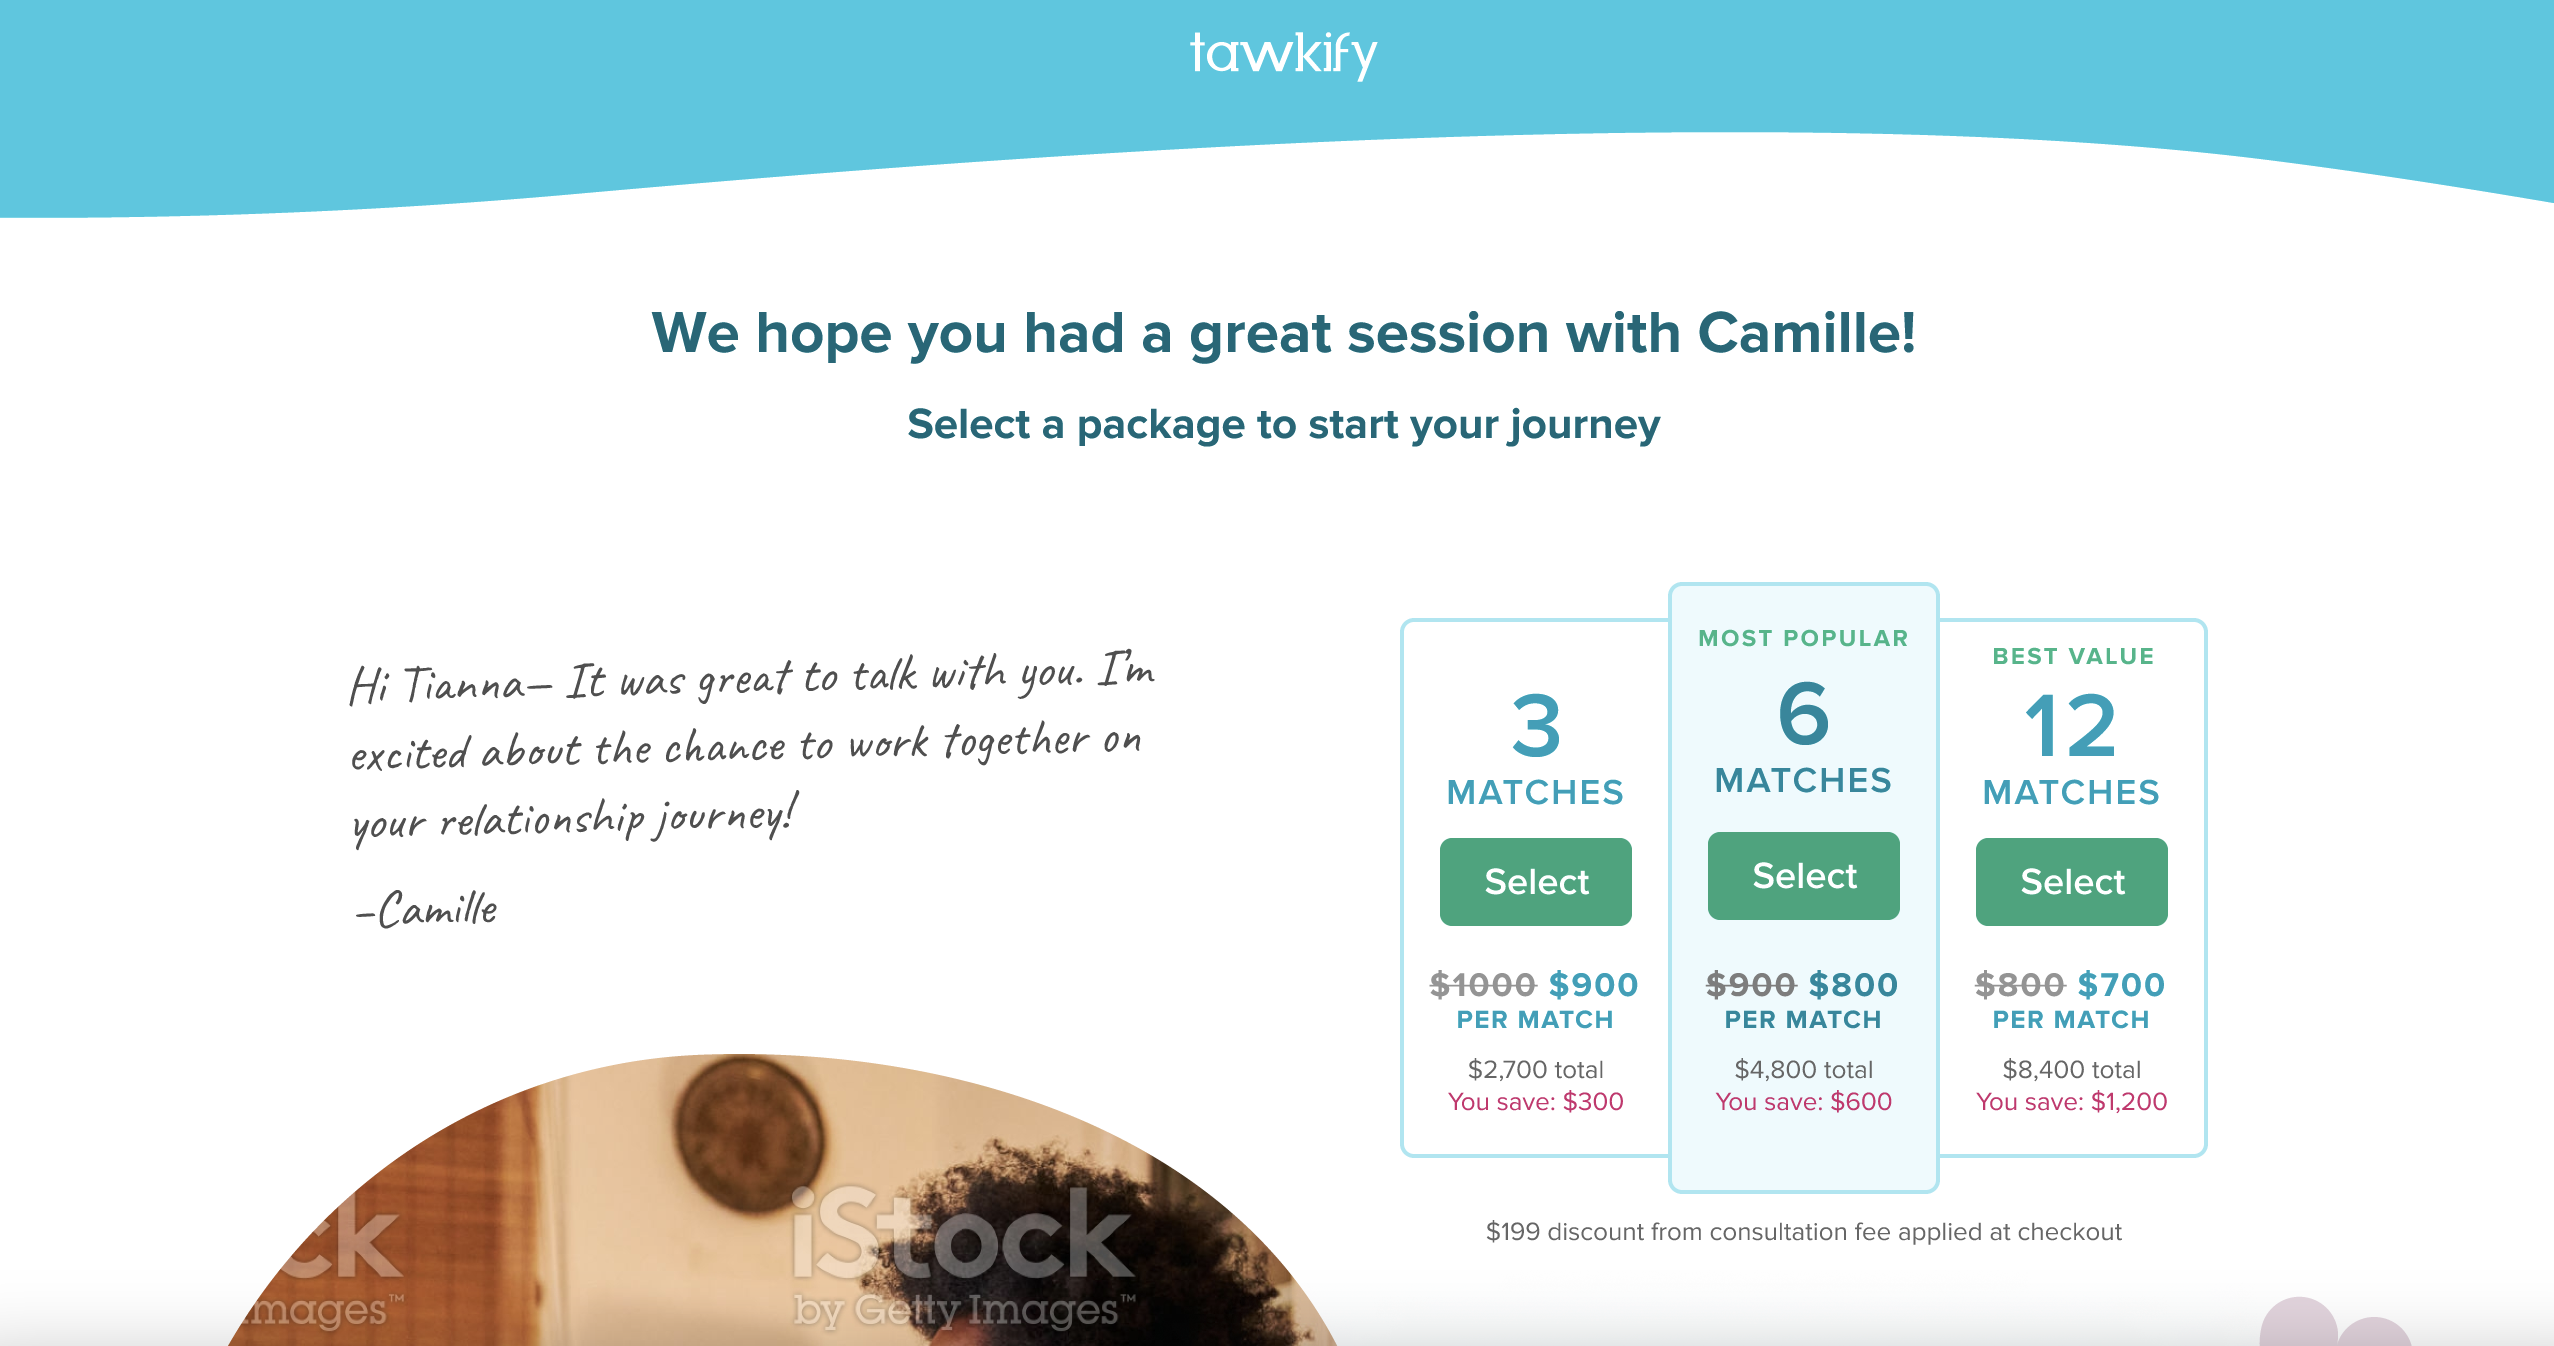 tawkify
We hope you had a great session with Camille!
Select a package to start your journey
Hi Tianna– It was great to talk with you. I'm
excited about the chance to work together on
your relationship journey!
-Camille
3
MATCHES
Select
$1000 $900
PER MATCH
$2,700 total
You save: $300
MOST POPULAR
6
MATCHES
Select
$900 $800
PER MATCH
$4,800 total
You save: $600
BEST VALUE
12
MATCHES
Select
$800 $700
PER MATCH
$8,400 total
You save: $1,200
$199 discount from consultation fee applied at checkout
ck
mages™
iStock
by Getty Images™